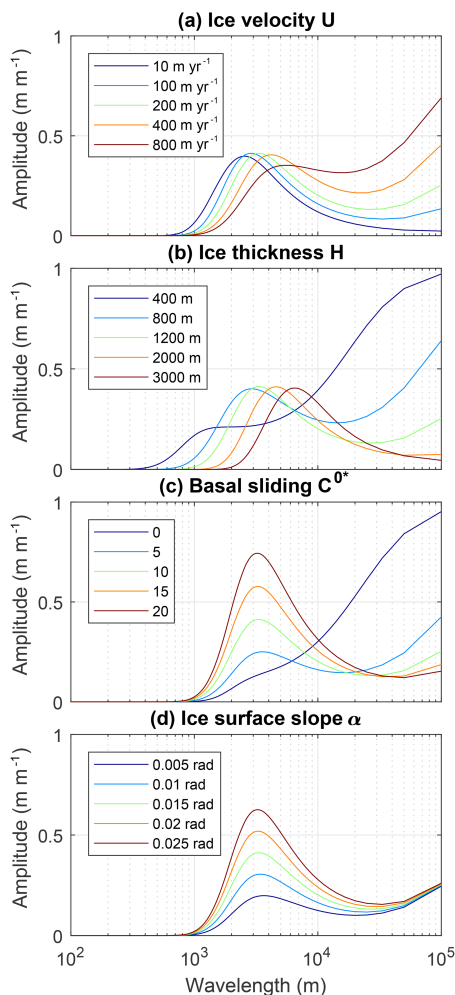 (a) Ice velocity U
Amplitude (m m⁻¹)
1
0.5
0
10 m yr⁻¹
100 m yr⁻¹
200 m yr⁻¹
400 m yr⁻¹
800 m yr⁻¹
(b) Ice thickness H
Amplitude (m m⁻¹)
1
0.5
0
400 m
800 m
1200 m
2000 m
3000 m
(c) Basal sliding C⁰*
Amplitude (m m⁻¹)
1
0.5
0
0
5
10
15
20
(d) Ice surface slope α
Amplitude (m m⁻¹)
1
0.5
0
0.005 rad
0.01 rad
0.015 rad
0.02 rad
0.025 rad
10² 10³ 10⁴ 10⁵
Wavelength (m)